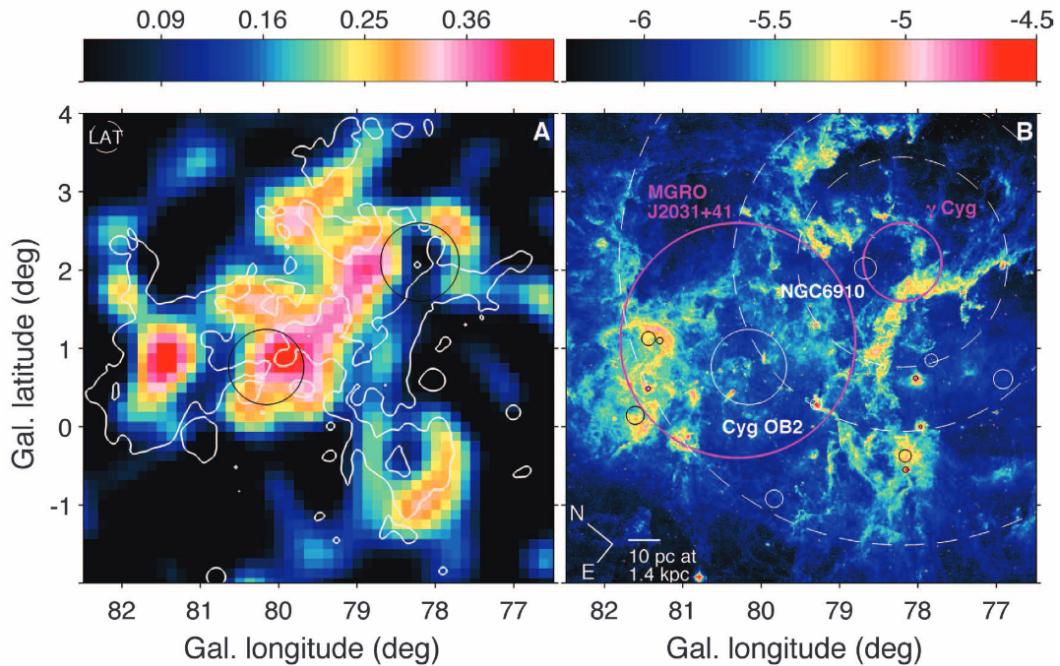 0.09 0.16 0.25 0.36
-6 -5.5 -5 -4.5
LAT
A
4
3
2
1
0
-1
Gal. latitude (deg)
82 81 80 79 78 77
Gal. longitude (deg)
B
MGRO
J2031+41
γ Cyg
NGC6910
Cyg OB2
N
E
10 pc at
1.4 kpc
82 81 80 79 78 77
Gal. longitude (deg)